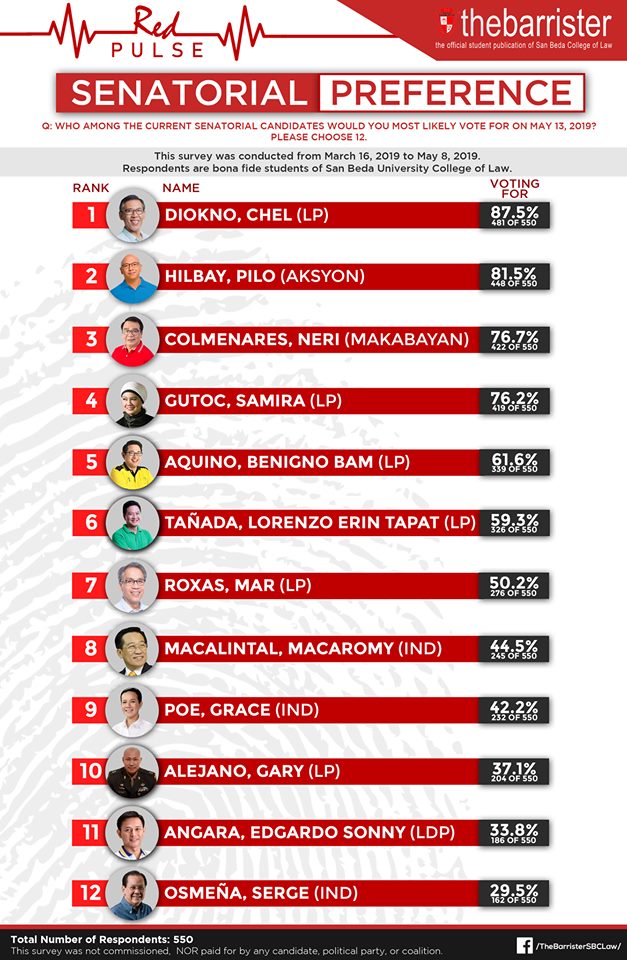 Red
PULSE
thebarrister
the official student publication of San Beda College of Law
SENATORIAL PREFERENCE
Q: WHO AMONG THE CURRENT SENATORIAL CANDIDATES WOULD YOU MOST LIKELY VOTE FOR ON MAY 13, 2019?
PLEASE CHOOSE 12.
This survey was conducted from March 16, 2019 to May 8, 2019.
Respondents are bona fide students of San Beda University College of Law.
RANK NAME VOTING FOR
1 DIOKNO, CHEL (LP) 87.5%
481 OF 550
2 HILBAY, PILO (AKSYON) 81.5%
448 OF 550
3 COLMENARES, NERI (MAKABAYAN) 76.7%
422 OF 550
4 GUTOC, SAMIRA (LP) 76.2%
419 OF 550
5 AQUINO, BENIGNO BAM (LP) 61.6%
339 OF 550
6 TAÑADA, LORENZO ERIN TAPAT (LP) 59.3%
326 OF 550
7 ROXAS, MAR (LP) 50.2%
276 OF 550
8 MACALINTAL, MACAROMY (IND) 44.5%
245 OF 550
9 POE, GRACE (IND) 42.2%
232 OF 550
10 ALEJANO, GARY (LP) 37.1%
204 OF 550
11 ANGARA, EDGARDO SONNY (LDP) 33.8%
186 OF 550
12 OSMEÑA, SERGE (IND) 29.5%
162 OF 550
Total Number of Respondents: 550
This survey was not commissioned, NOR paid for by any candidate, political party, or coalition.
/TheBarristerSBCLaw/